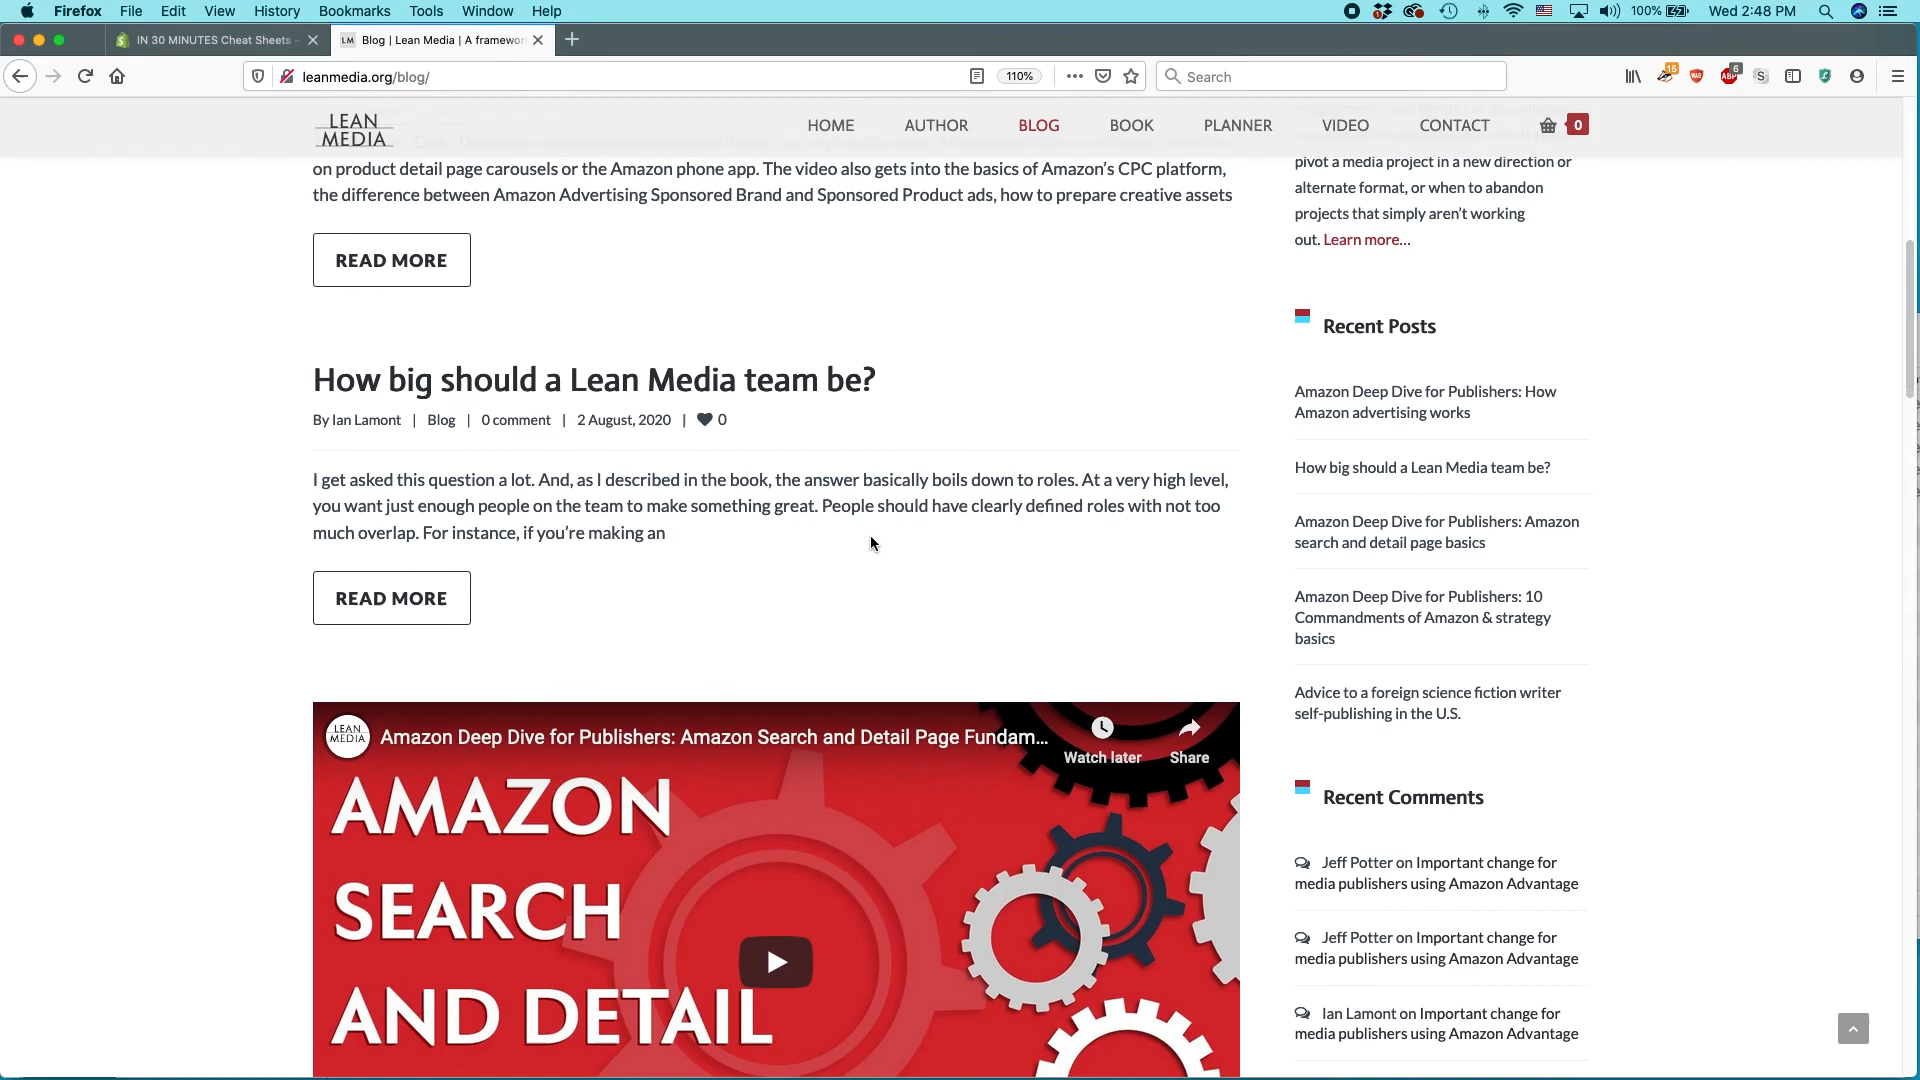 Firefox File Edit View History Bookmarks Tools Window Help 100% Wed 2:48 PM
IN 30 MINUTES Cheat Sheets
LM Blog | Lean Media | A framewor
leanmedia.org/blog/ 110% Search 15 6
LEAN
MEDIA
HOME AUTHOR BLOG BOOK PLANNER VIDEO CONTACT 0
on product detail page carousels or the Amazon phone app. The video also gets into the basics of Amazon’s CPC platform,
the difference between Amazon Advertising Sponsored Brand and Sponsored Product ads, how to prepare creative assets
READ MORE
How big should a Lean Media team be?
By Ian Lamont | Blog | 0 comment | 2 August, 2020 | 0
I get asked this question a lot. And, as I described in the book, the answer basically boils down to roles. At a very high level,
you want just enough people on the team to make something great. People should have clearly defined roles with not too
much overlap. For instance, if you’re making an
READ MORE
LEAN
MEDIA
Amazon Deep Dive for Publishers: Amazon Search and Detail Page Fundam...
Watch later
Share
AMAZON
SEARCH
AND DETAIL
pivot a media project in a new direction or
alternate format, or when to abandon
projects that simply aren’t working
out. Learn more...
Recent Posts
Amazon Deep Dive for Publishers: How
Amazon advertising works
How big should a Lean Media team be?
Amazon Deep Dive for Publishers: Amazon
search and detail page basics
Amazon Deep Dive for Publishers: 10
Commandments of Amazon & strategy
basics
Advice to a foreign science fiction writer
self-publishing in the U.S.
Recent Comments
Jeff Potter on Important change for
media publishers using Amazon Advantage
Jeff Potter on Important change for
media publishers using Amazon Advantage
Ian Lamont on Important change for
media publishers using Amazon Advantage